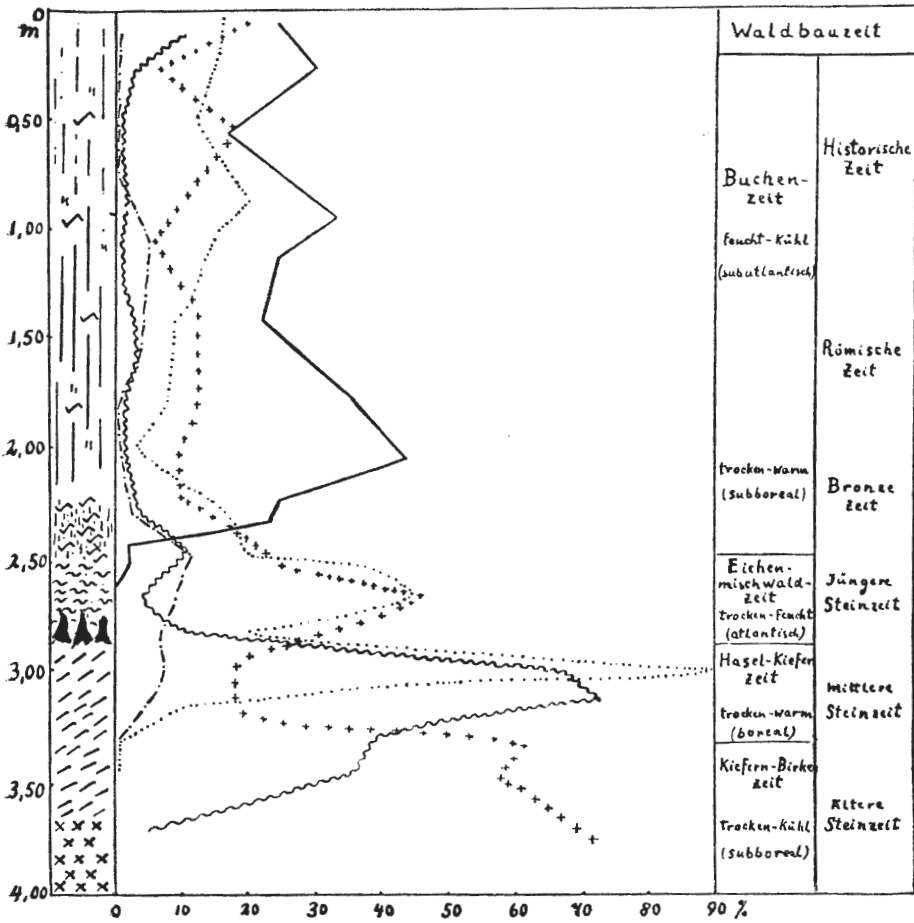 0
m
0,50
1,00
1,50
2,00
2,50
3,00
3,50
4,00
0 10 20 30 40 50 60 70 80 90 %
Waldbauzeit
Buchen-
zeit
feucht-kühl
(subatlantisch)
trocken-warm
(subboreal)
Eichen-
mischwald-
zeit
trocken-feucht
(atlantisch)
Hasel-Kiefern
zeit
trocken-warm
(boreal)
Kiefern-Birken
zeit
Trocken-Kühl
(subboreal)
Historische
Zeit
Römische
Zeit
Bronze
Zeit
Jüngere
Steinzeit
Mittlere
Steinzeit
Ältere
Steinzeit